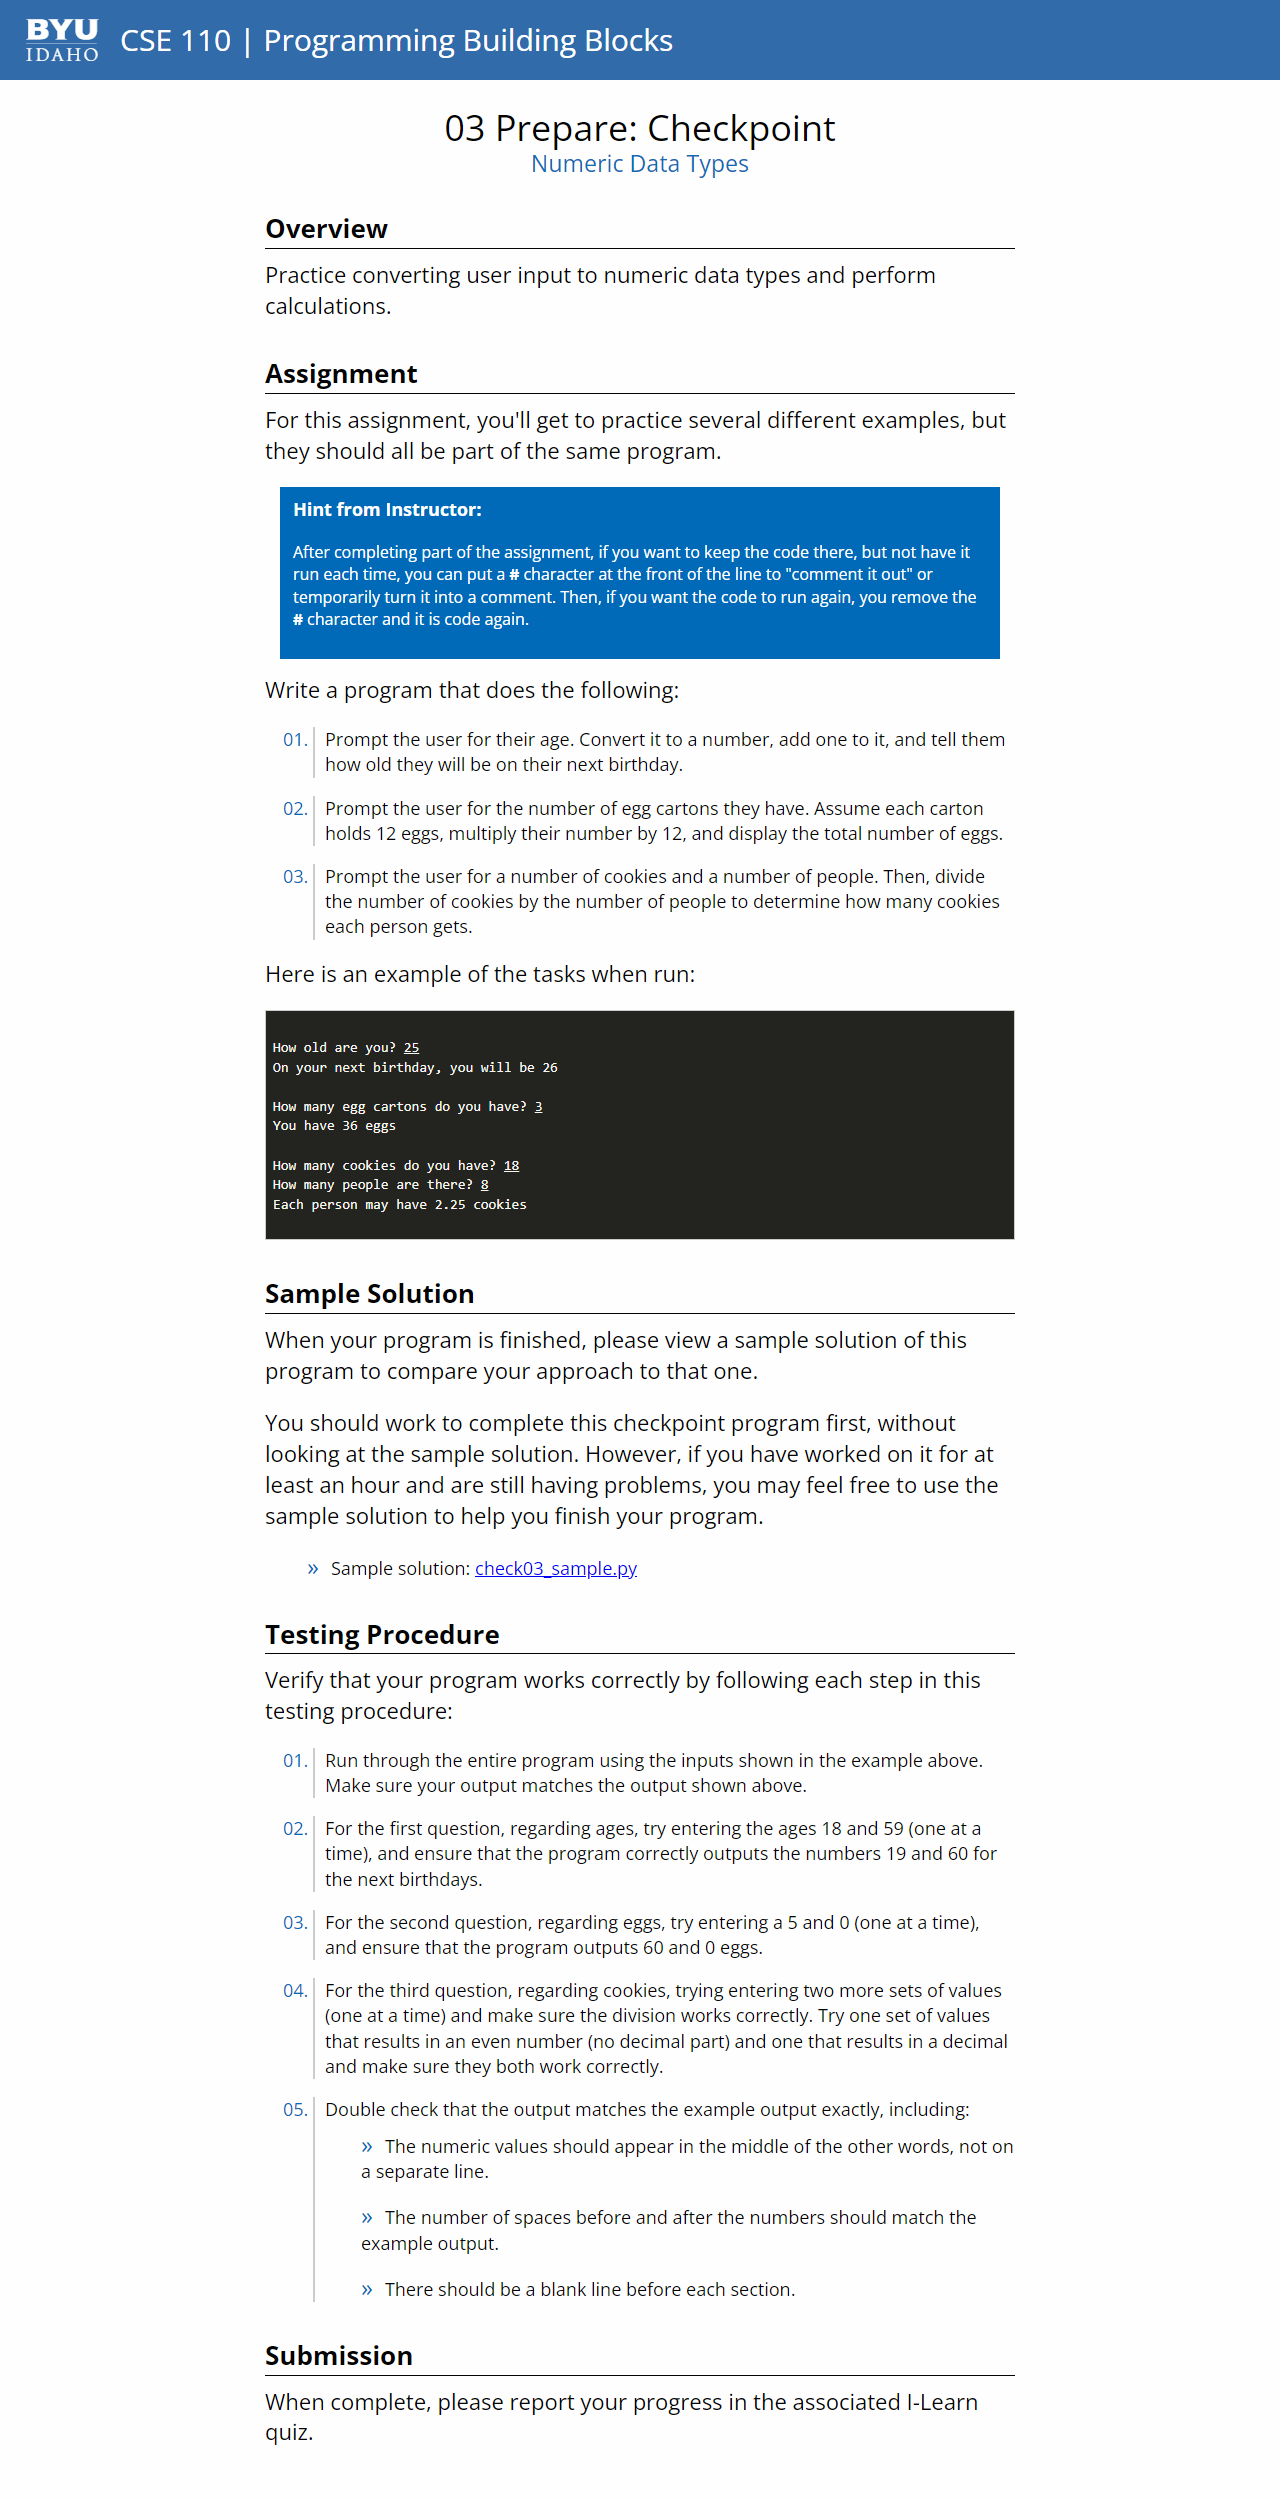 BYU
IDAHO
CSE 110 | Programming Building Blocks
03 Prepare: Checkpoint
Numeric Data Types
Overview
Practice converting user input to numeric data types and perform
calculations.
Assignment
For this assignment, you'll get to practice several different examples, but
they should all be part of the same program.
Hint from Instructor:
After completing part of the assignment, if you want to keep the code there, but not have it
run each time, you can put a # character at the front of the line to "comment it out" or
temporarily turn it into a comment. Then, if you want the code to run again, you remove the
# character and it is code again.
Write a program that does the following:
01. Prompt the user for their age. Convert it to a number, add one to it, and tell them
how old they will be on their next birthday.
02. Prompt the user for the number of egg cartons they have. Assume each carton
holds 12 eggs, multiply their number by 12, and display the total number of eggs.
03. Prompt the user for a number of cookies and a number of people. Then, divide
the number of cookies by the number of people to determine how many cookies
each person gets.
Here is an example of the tasks when run:
How old are you? 25
On your next birthday, you will be 26
How many egg cartons do you have? 3
You have 36 eggs
How many cookies do you have? 18
How many people are there? 8
Each person may have 2.25 cookies
Sample Solution
When your program is finished, please view a sample solution of this
program to compare your approach to that one.
You should work to complete this checkpoint program first, without
looking at the sample solution. However, if you have worked on it for at
least an hour and are still having problems, you may feel free to use the
sample solution to help you finish your program.
» Sample solution: check03_sample.py
Testing Procedure
Verify that your program works correctly by following each step in this
testing procedure:
01. Run through the entire program using the inputs shown in the example above.
Make sure your output matches the output shown above.
02. For the first question, regarding ages, try entering the ages 18 and 59 (one at a
time), and ensure that the program correctly outputs the numbers 19 and 60 for
the next birthdays.
03. For the second question, regarding eggs, try entering a 5 and 0 (one at a time),
and ensure that the program outputs 60 and 0 eggs.
04. For the third question, regarding cookies, trying entering two more sets of values
(one at a time) and make sure the division works correctly. Try one set of values
that results in an even number (no decimal part) and one that results in a decimal
and make sure they both work correctly.
05. Double check that the output matches the example output exactly, including:
» The numeric values should appear in the middle of the other words, not on
a separate line.
» The number of spaces before and after the numbers should match the
example output.
» There should be a blank line before each section.
Submission
When complete, please report your progress in the associated I-Learn
quiz.